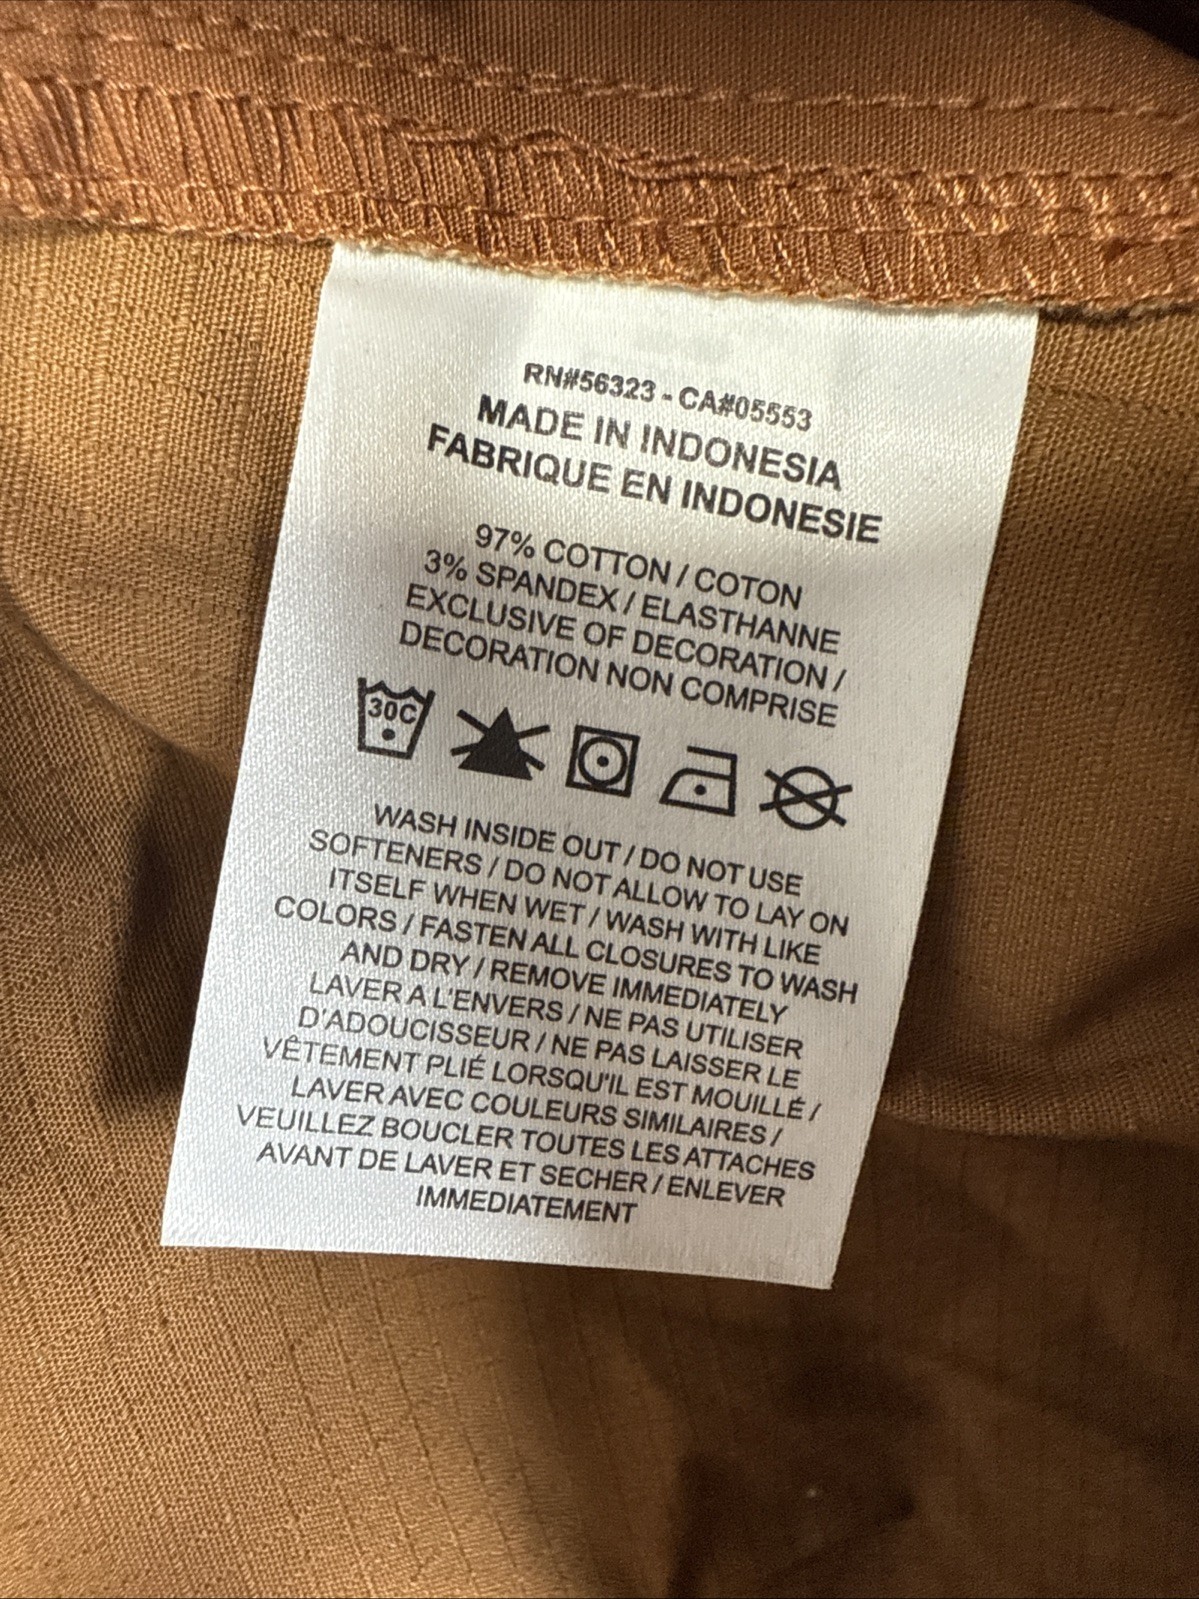 RN#56323 - CA#05553
MADE IN INDONESIA
FABRIQUE EN INDONESIE
97% COTTON / COTON
3% SPANDEX / ELASTHANNE
EXCLUSIVE OF DECORATION /
DECORATION NON COMPRISE
30C
WASH INSIDE OUT / DO NOT USE
SOFTENERS / DO NOT ALLOW TO LAY ON
ITSELF WHEN WET / WASH WITH LIKE
COLORS / FASTEN ALL CLOSURES TO WASH
AND DRY / REMOVE IMMEDIATELY
LAVER A L'ENVERS / NE PAS UTILISER
D'ADOUCISSEUR / NE PAS LAISSER LE
VÊTEMENT PLIÉ LORSQU'IL EST MOUILLÉ /
LAVER AVEC COULEURS SIMILAIRES /
VEUILLEZ BOUCLER TOUTES LES ATTACHES
AVANT DE LAVER ET SECHER / ENLEVER
IMMEDIATEMENT